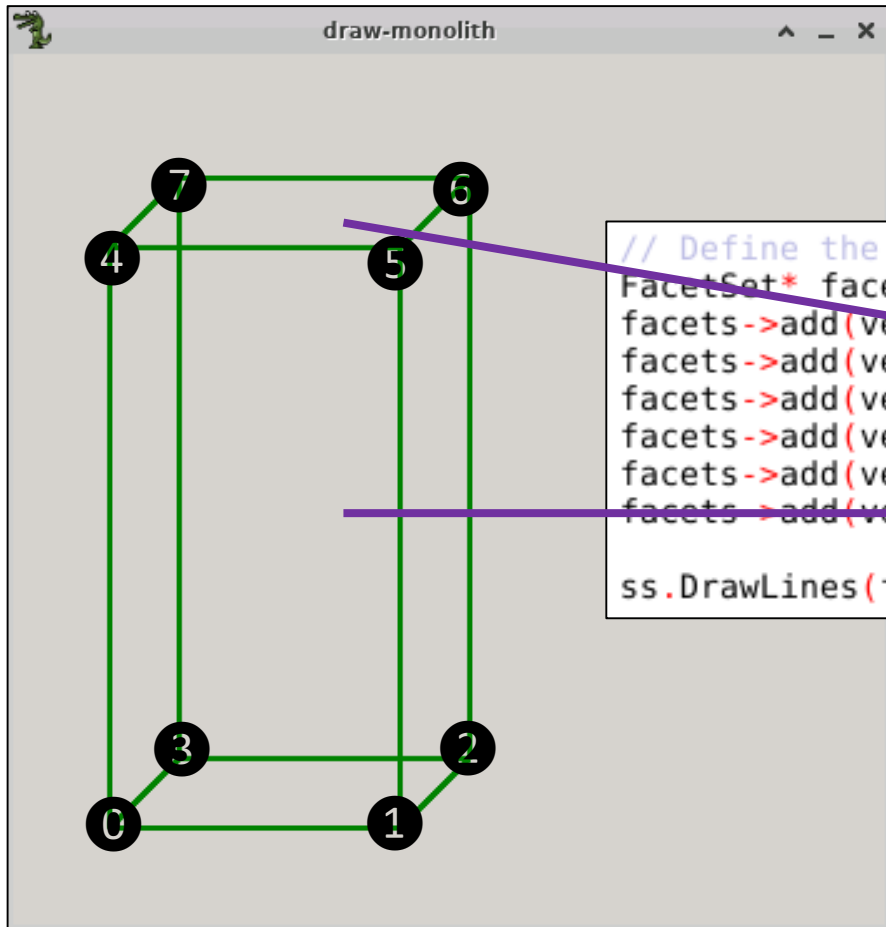 draw-monolith
7
6
4
5
// Define the
FacetSet* face
facets->add(ve
facets->add(ve
facets->add(ve
facets->add(ve
facets->add(ve
facets->add(ve
ss.DrawLines(
3
2
0
1